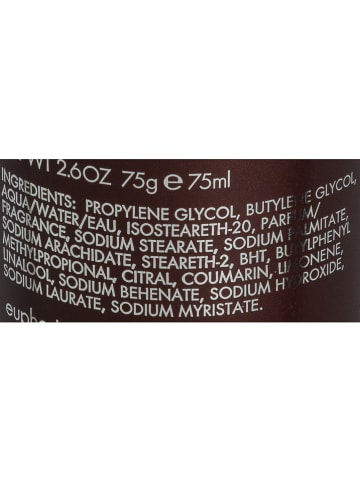 WT 2.6OZ 75g e 75ml
INGREDIENTS: PROPYLENE GLYCOL, BUTYLENE GLYCOL,
AQUA/WATER/EAU, ISOSTEARETH-20, PARFUM/
FRAGRANCE, SODIUM STEARATE, SODIUM PALMITATE,
SODIUM ARACHIDATE, STEARETH-2, BHT, BUTYLPHENYL
METHYLPROPIONAL, CITRAL, COUMARIN, LIMONENE,
LINALOOL, SODIUM BEHENATE, SODIUM HYDROXIDE,
SODIUM LAURATE, SODIUM MYRISTATE.